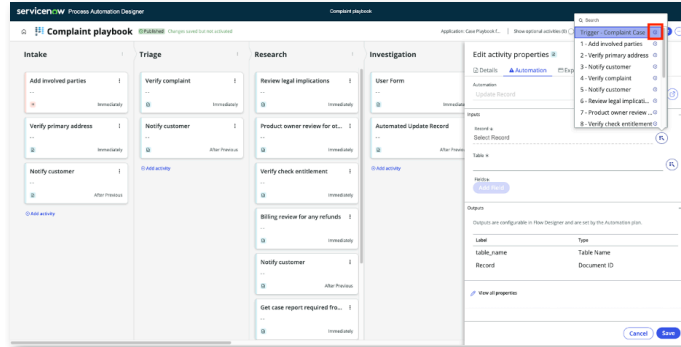 servicenow Process Automation Designer
Complaint playbook
Complaint playbook
Published
Changes saved but not activated
Application: Case Playbook f...
Show optional activities (0)
Search
Trigger - Complaint Case
1 - Add involved parties
2 - Verify primary address
3 - Notify customer
4 - Verify complaint
5 - Notify customer
6 - Review legal implicati...
7 - Product owner review ...
8 - Verify check entitlement
Intake
Add involved parties
--
Immediately
Verify primary address
--
Immediately
Notify customer
--
After Previous
Add activity
Triage
Verify complaint
--
Immediately
Notify customer
--
After Previous
Add activity
Research
Review legal implications
--
Immediately
Product owner review for ot...
--
Immediately
Verify check entitlement
--
Immediately
Billing review for any refunds
--
Immediately
Notify customer
--
After Previous
Get case report required fro...
--
Immediately
Investigation
User Form
--
Automated Update Record
--
After Previou
Add activity
Edit activity properties
Details
Automation
Exp
Automation
Update Record
Inputs
Record
Select Record
Table
Fields
Add Field
Outputs
Outputs are configurable in Flow Designer and are set by the Automation plan.
Label
Type
table_name
Table Name
Record
Document ID
View all properties
Cancel
Save